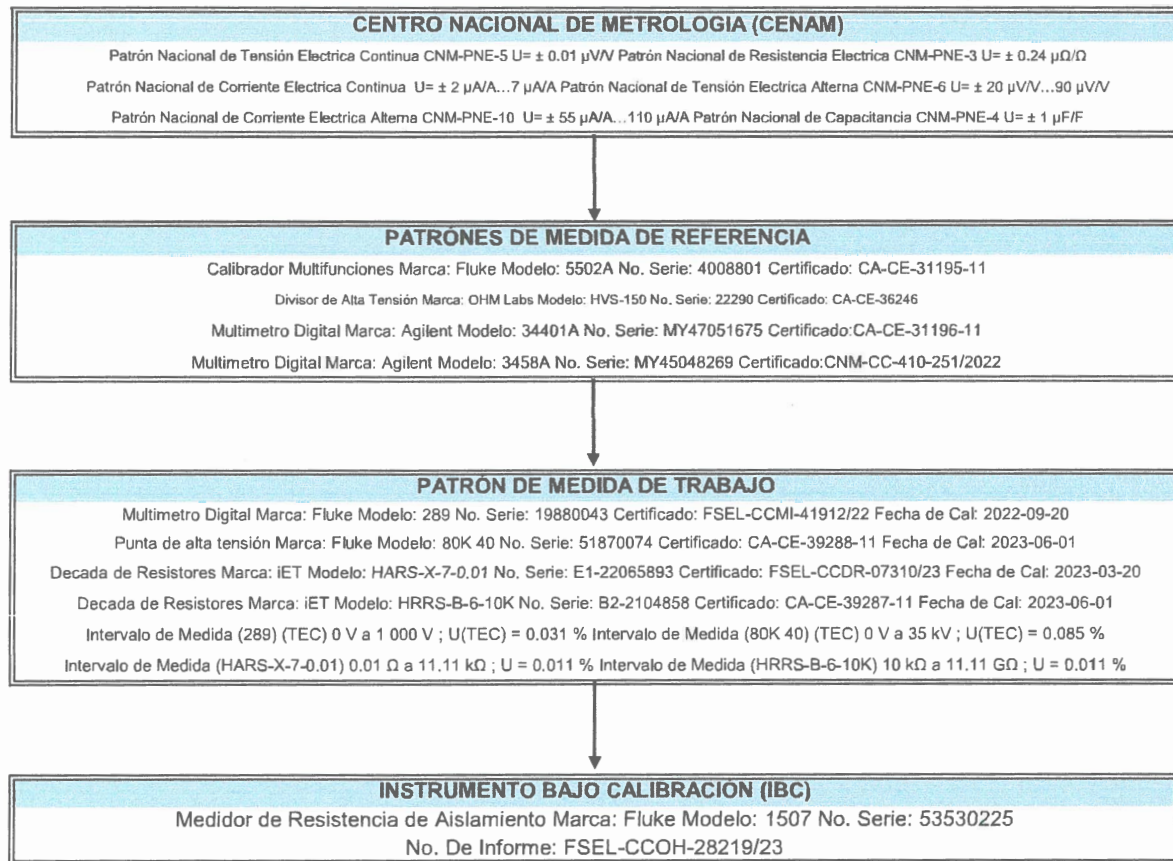 CENTRO NACIONAL DE METROLOGIA (CENAM)
Patrón Nacional de Tensión Electrica Continua CNM-PNE-5 U= ± 0.01 µV/V Patrón Nacional de Resistencia Electrica CNM-PNE-3 U= ± 0.24 µΩ/Ω
Patrón Nacional de Corriente Electrica Continua U= ± 2 µA/A...7 µA/A Patrón Nacional de Tensión Electrica Alterna CNM-PNE-6 U= ± 20 µV/V...90 µV/V
Patrón Nacional de Corriente Electrica Alterna CNM-PNE-10 U= ± 55 µA/A...110 µA/A Patrón Nacional de Capacitancia CNM-PNE-4 U= ± 1 µF/F
PATRÓNES DE MEDIDA DE REFERENCIA
Calibrador Multifunciones Marca: Fluke Modelo: 5502A No. Serie: 4008801 Certificado: CA-CE-31195-11
Divisor de Alta Tensión Marca: OHM Labs Modelo: HVS-150 No. Serie: 22290 Certificado: CA-CE-36246
Multimetro Digital Marca: Agilent Modelo: 34401A No. Serie: MY47051675 Certificado:CA-CE-31196-11
Multimetro Digital Marca: Agilent Modelo: 3458A No. Serie: MY45048269 Certificado:CNM-CC-410-251/2022
PATRÓN DE MEDIDA DE TRABAJO
Multimetro Digital Marca: Fluke Modelo: 289 No. Serie: 19880043 Certificado: FSEL-CCMI-41912/22 Fecha de Cal: 2022-09-20
Punta de alta tensión Marca: Fluke Modelo: 80K 40 No. Serie: 51870074 Certificado: CA-CE-39288-11 Fecha de Cal: 2023-06-01
Decada de Resistores Marca: iET Modelo: HARS-X-7-0.01 No. Serie: E1-22065893 Certificado: FSEL-CCDR-07310/23 Fecha de Cal: 2023-03-20
Decada de Resistores Marca: iET Modelo: HRRS-B-6-10K No. Serie: B2-2104858 Certificado: CA-CE-39287-11 Fecha de Cal: 2023-06-01
Intervalo de Medida (289) (TEC) 0 V a 1 000 V ; U(TEC) = 0.031 % Intervalo de Medida (80K 40) (TEC) 0 V a 35 kV ; U(TEC) = 0.085 %
Intervalo de Medida (HARS-X-7-0.01) 0.01 Ω a 11.11 kΩ ; U = 0.011 % Intervalo de Medida (HRRS-B-6-10K) 10 kΩ a 11.11 GΩ ; U = 0.011 %
INSTRUMENTO BAJO CALIBRACIÓN (IBC)
Medidor de Resistencia de Aislamiento Marca: Fluke Modelo: 1507 No. Serie: 53530225
No. De Informe: FSEL-CCOH-28219/23